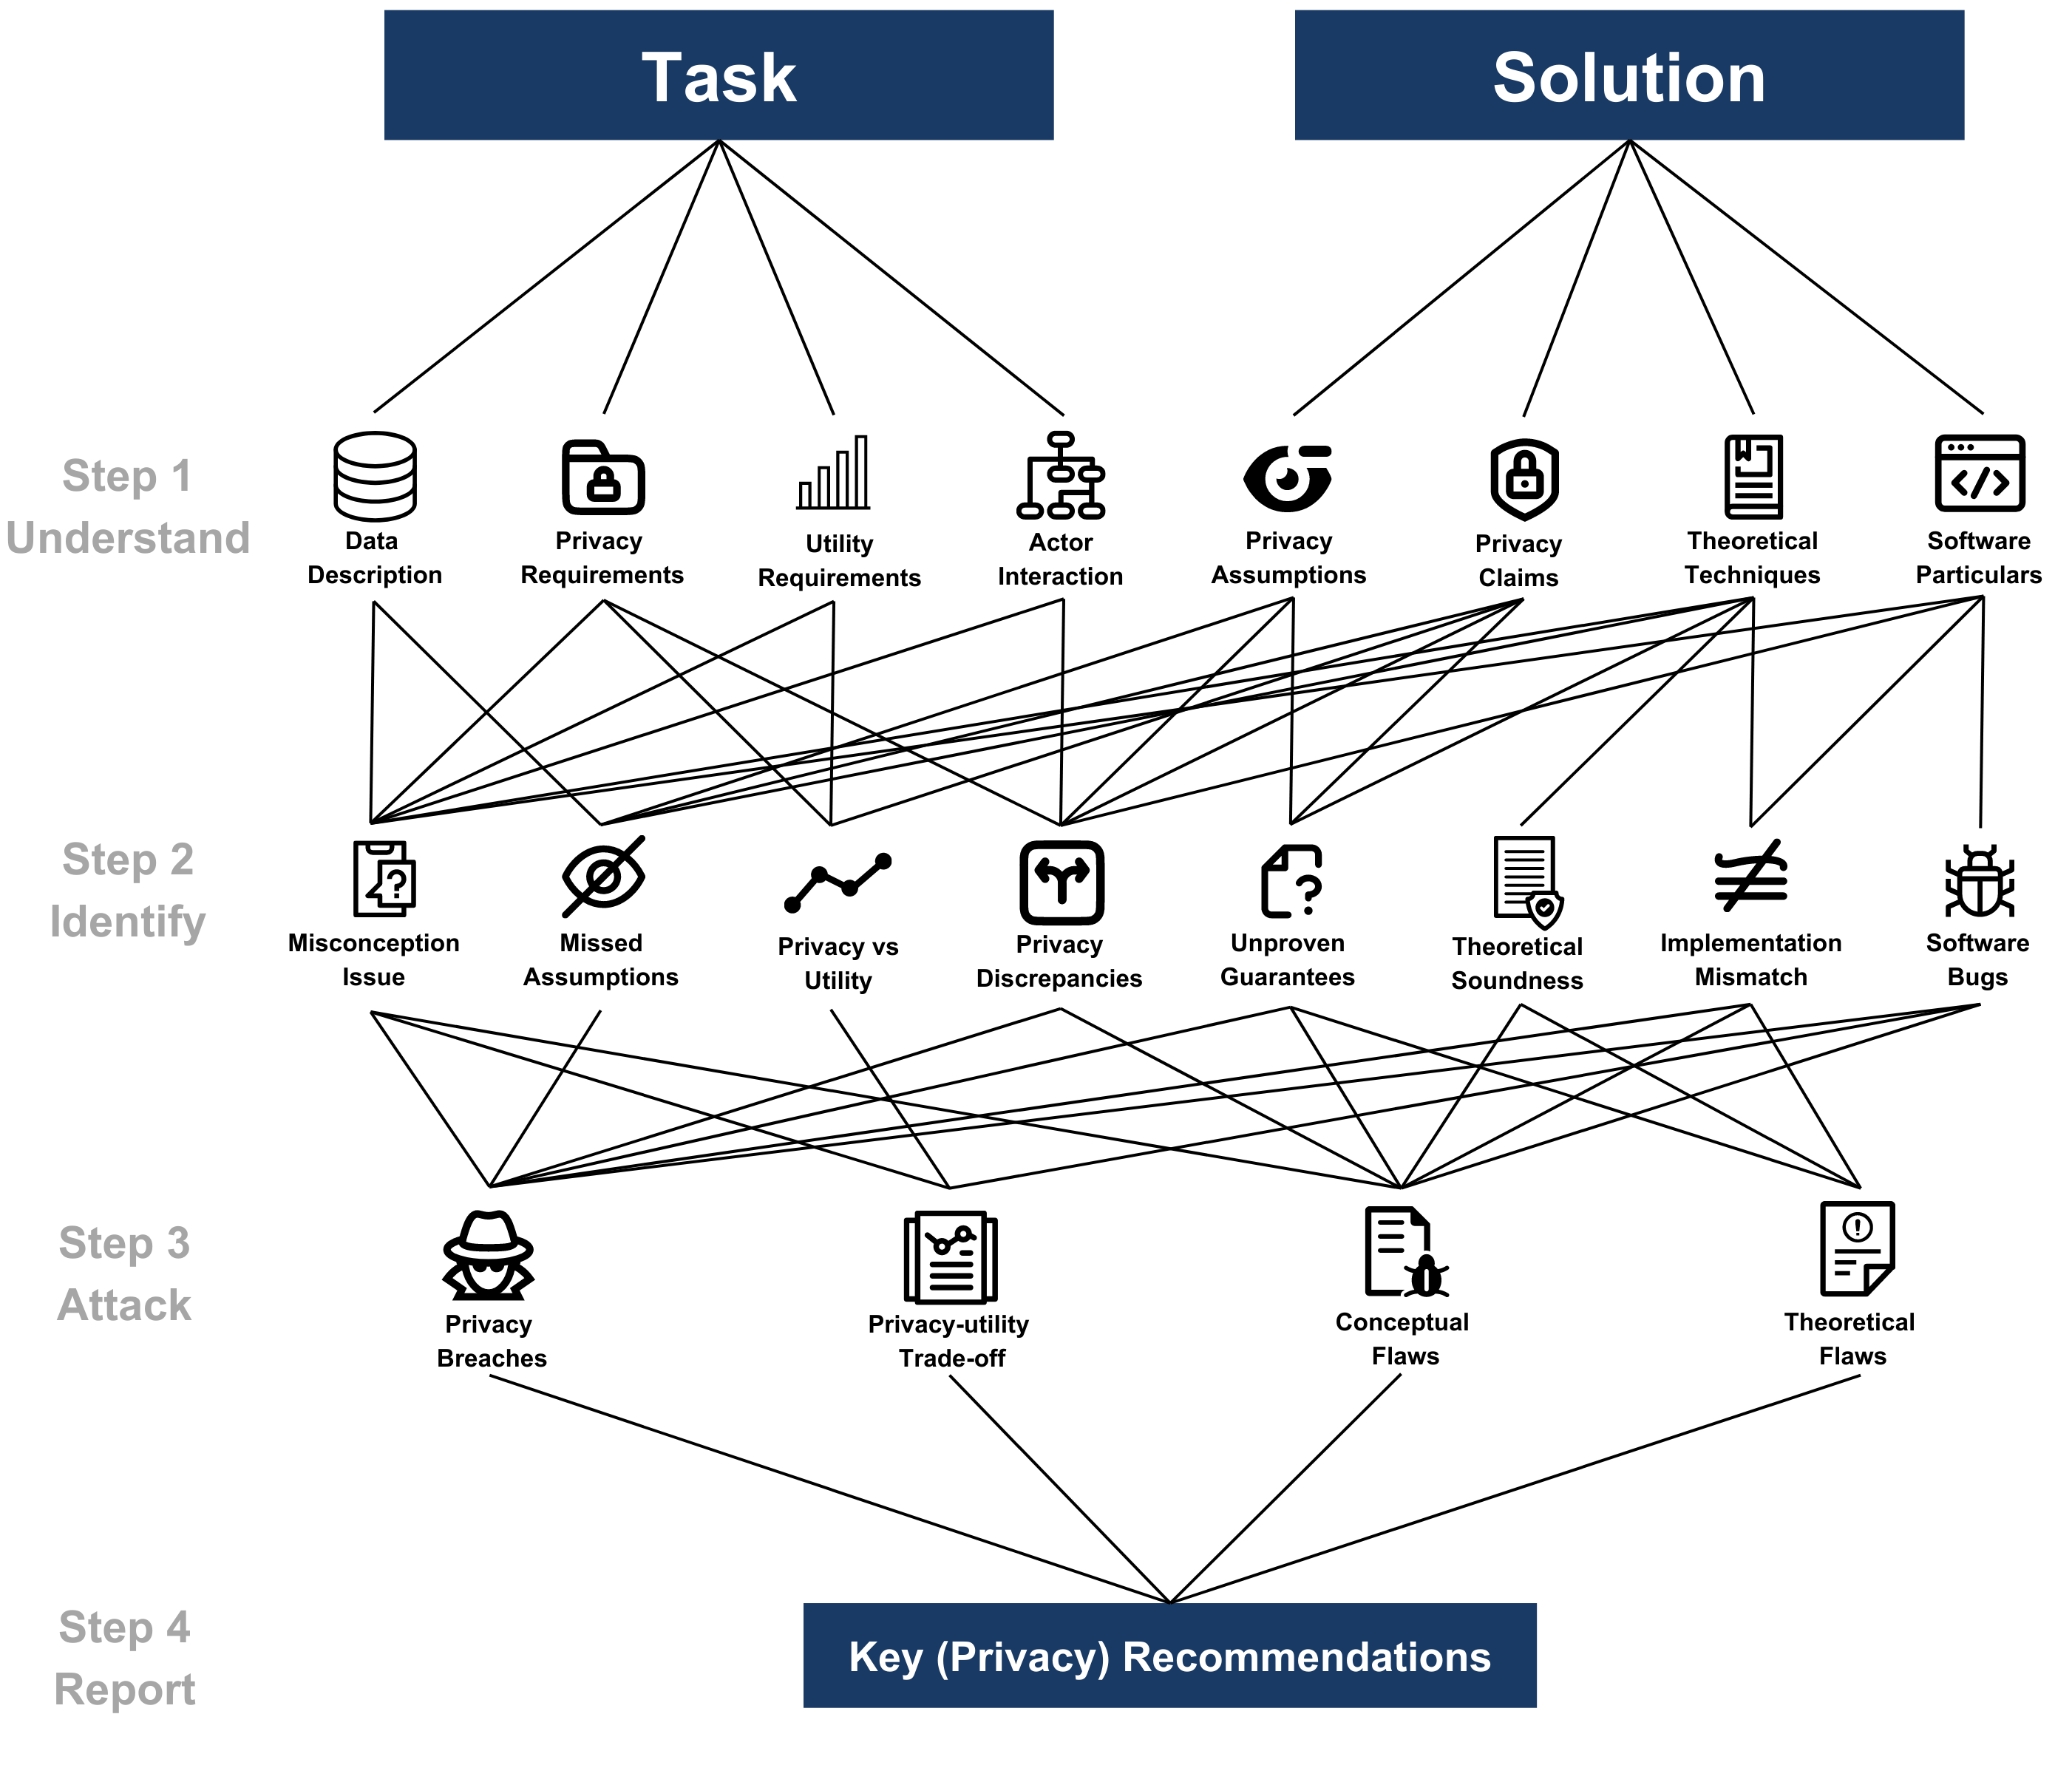 Task
Solution
Step 1
Understand
Data
Description
Privacy
Requirements
Utility
Requirements
Actor
Interaction
Privacy
Assumptions
Privacy
Claims
Theoretical
Techniques
Software
Particulars
Step 2
Identify
Misconception
Issue
Missed
Assumptions
Privacy vs
Utility
Privacy
Discrepancies
Unproven
Guarantees
Theoretical
Soundness
Implementation
Mismatch
Software
Bugs
Step 3
Attack
Privacy
Breaches
Privacy-utility
Trade-off
Conceptual
Flaws
Theoretical
Flaws
Step 4
Report
Key (Privacy) Recommendations